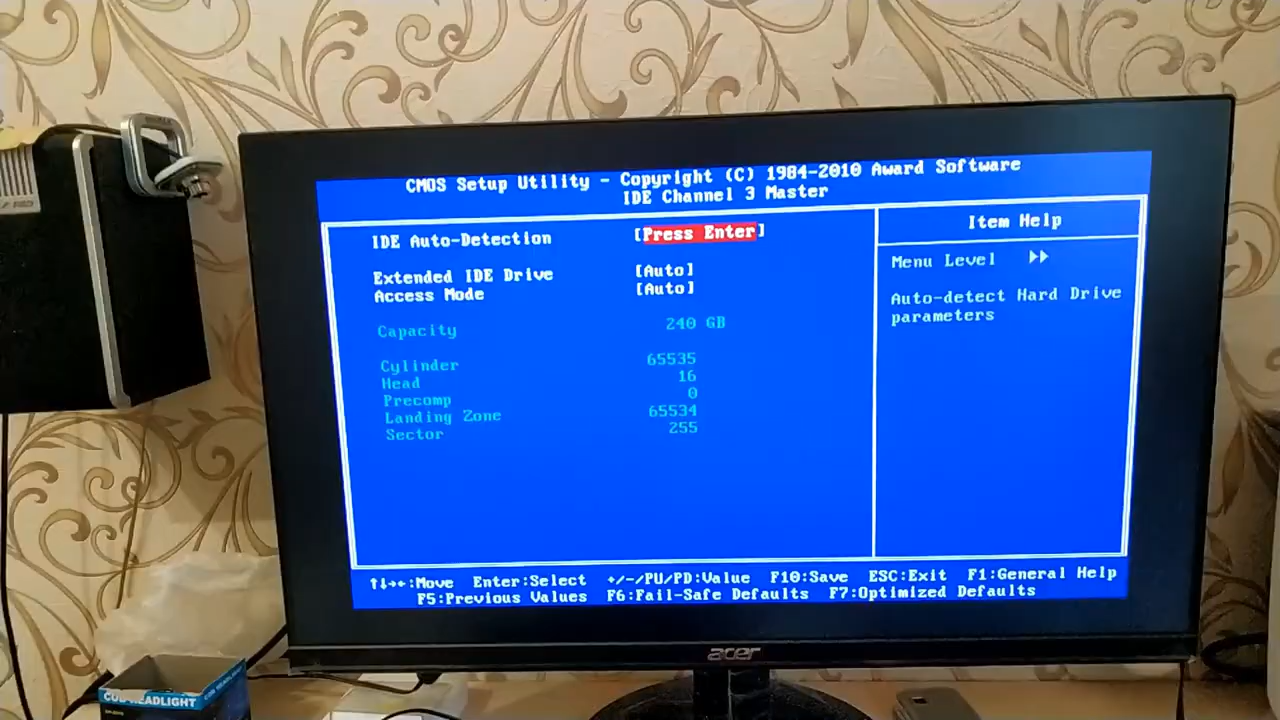 CMOS Setup Utility - Copyright (C) 1984-2010 Award Software
IDE Channel 3 Master
IDE Auto-Detection [Press Enter]
Extended IDE Drive [Auto]
Access Mode [Auto]
Capacity 240 GB
Cylinder 65535
Head 16
Precomp 0
Landing Zone 65534
Sector 255
Item Help
Menu Level ▶▶
Auto-detect Hard Drive
parameters
↑↓→←:Move Enter:Select +/-/PU/PD:Value F10:Save ESC:Exit F1:General Help
F5:Previous Values F6:Fail-Safe Defaults F7:Optimized Defaults
acer
COB HEADLIGHT